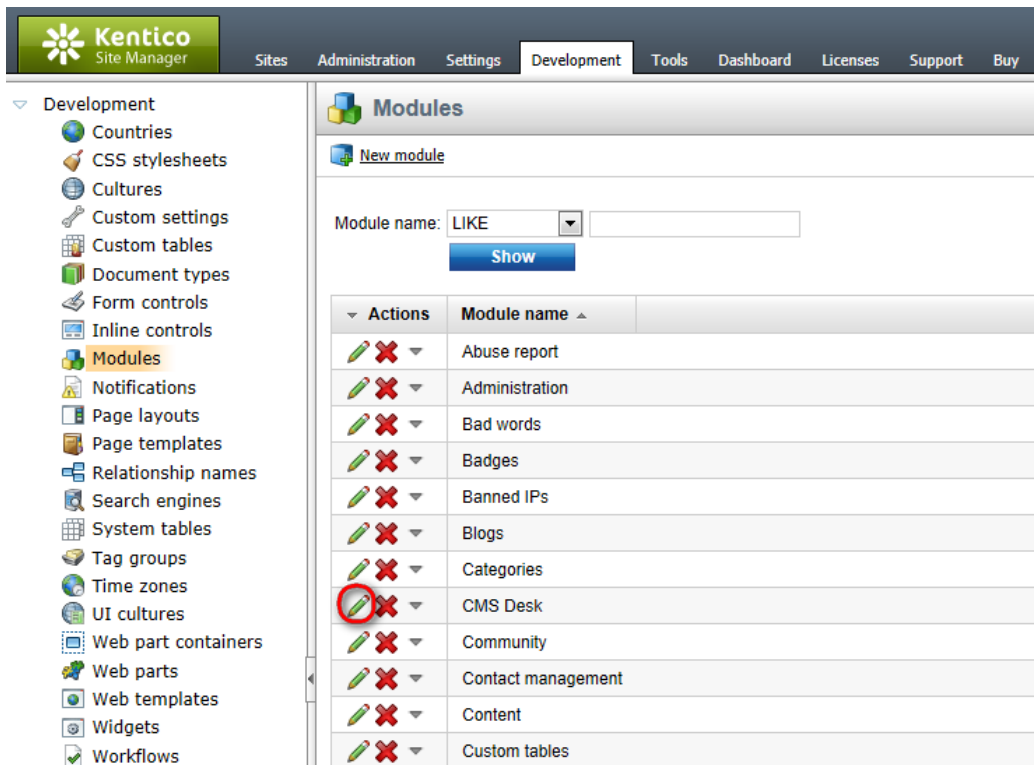 Kentico
Site Manager
Sites Administration Settings Development Tools Dashboard Licenses Support Buy
Development
Countries
CSS stylesheets
Cultures
Custom settings
Custom tables
Document types
Form controls
Inline controls
Modules
Notifications
Page layouts
Page templates
Relationship names
Search engines
System tables
Tag groups
Time zones
UI cultures
Web part containers
Web parts
Web templates
Widgets
Workflows
Modules
New module
Module name: LIKE
Show
Actions Module name
Abuse report
Administration
Bad words
Badges
Banned IPs
Blogs
Categories
CMS Desk
Community
Contact management
Content
Custom tables